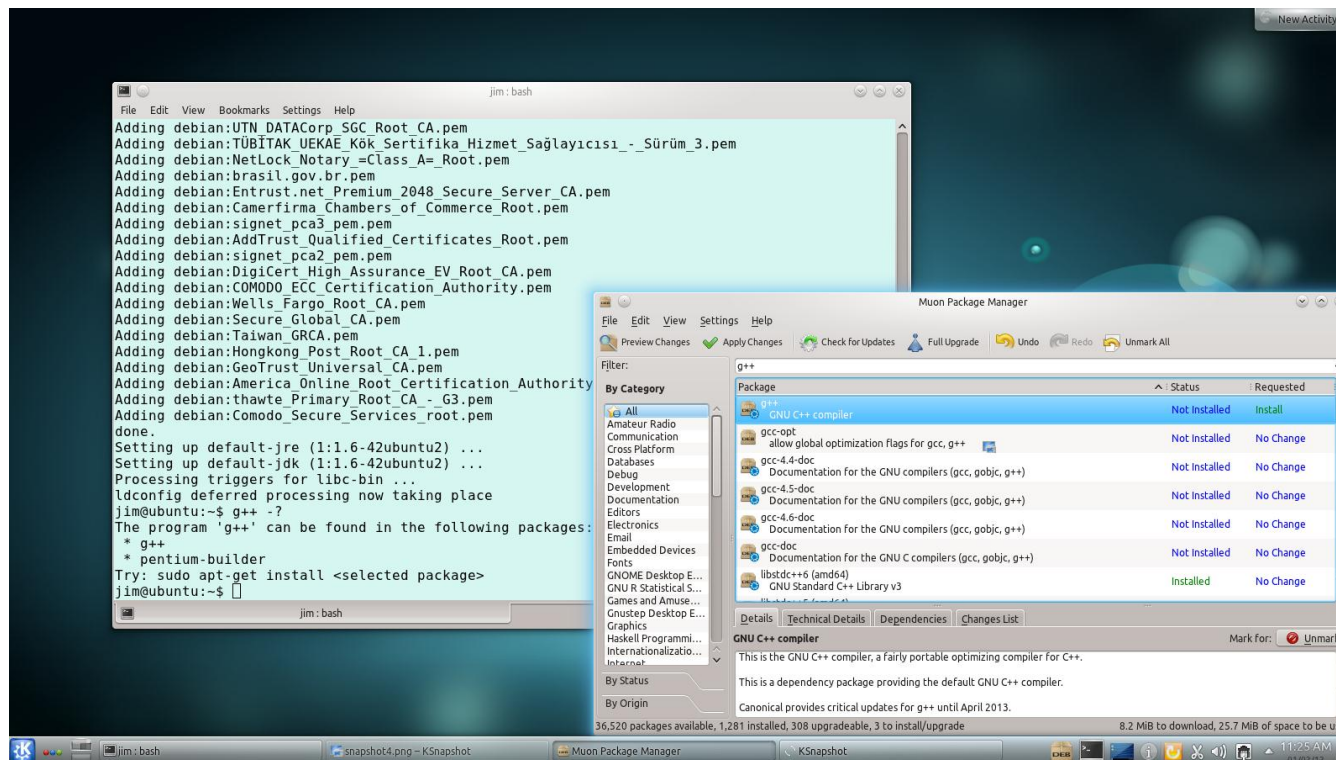 New Activity
jim : bash
File Edit View Bookmarks Settings Help
Adding debian:UTN_DATACorp_SGC_Root_CA.pem
Adding debian:TÜBİTAK_UEKAE_Kök_Sertifika_Hizmet_Sağlayıcısı_-_Sürüm_3.pem
Adding debian:NetLock_Notary_=Class_A=_Root.pem
Adding debian:brasil.gov.br.pem
Adding debian:Entrust.net_Premium_2048_Secure_Server_CA.pem
Adding debian:Camerfirma_Chambers_of_Commerce_Root.pem
Adding debian:signet_pca3_pem.pem
Adding debian:AddTrust_Qualified_Certificates_Root.pem
Adding debian:signet_pca2_pem.pem
Adding debian:DigiCert_High_Assurance_EV_Root_CA.pem
Adding debian:COMODO_ECC_Certification_Authority.pem
Adding debian:Wells_Fargo_Root_CA.pem
Adding debian:Secure_Global_CA.pem
Adding debian:Taiwan_GRCA.pem
Adding debian:Hongkong_Post_Root_CA_1.pem
Adding debian:GeoTrust_Universal_CA.pem
Adding debian:America_Online_Root_Certification_Authority
Adding debian:thawte_Primary_Root_CA_-_G3.pem
Adding debian:Comodo_Secure_Services_root.pem
done.
Setting up default-jre (1:1.6-42ubuntu2) ...
Setting up default-jdk (1:1.6-42ubuntu2) ...
Processing triggers for libc-bin ...
ldconfig deferred processing now taking place
jim@ubuntu:~$ g++ -?
The program 'g++' can be found in the following packages:
* g++
* pentium-builder
Try: sudo apt-get install <selected package>
jim@ubuntu:~$
jim : bash
Muon Package Manager
File Edit View Settings Help
Preview Changes Apply Changes Check for Updates Full Upgrade Undo Redo Unmark All
Filter:
g++
By Category
All
Amateur Radio
Communication
Cross Platform
Databases
Debug
Development
Documentation
Editors
Electronics
Email
Embedded Devices
Fonts
GNOME Desktop E...
GNU R Statistical S...
Games and Amuse...
Gnustep Desktop E...
Graphics
Haskell Programmi...
Internationalizatio...
Internet
By Status
By Origin
Package Status Requested
g++ Not Installed Install
GNU C++ compiler
gcc-opt Not Installed No Change
allow global optimization flags for gcc, g++
gcc-4.4-doc Not Installed No Change
Documentation for the GNU compilers (gcc, gobjc, g++)
gcc-4.5-doc Not Installed No Change
Documentation for the GNU compilers (gcc, gobjc, g++)
gcc-4.6-doc Not Installed No Change
Documentation for the GNU compilers (gcc, gobjc, g++)
gcc-doc Not Installed No Change
Documentation for the GNU C compilers (gcc, gobjc, g++)
libstdc++6 (amd64) Installed No Change
GNU Standard C++ Library v3
Details Technical Details Dependencies Changes List
GNU C++ compiler Mark for: Unmark
This is the GNU C++ compiler, a fairly portable optimizing compiler for C++.
This is a dependency package providing the default GNU C++ compiler.
Canonical provides critical updates for g++ until April 2013.
36,520 packages available, 1,281 installed, 308 upgradeable, 3 to install/upgrade 8.2 MiB to download, 25.7 MiB of space to be u
jim : bash snapshot4.png – KSnapshot Muon Package Manager KSnapshot DEB 11:25 AM